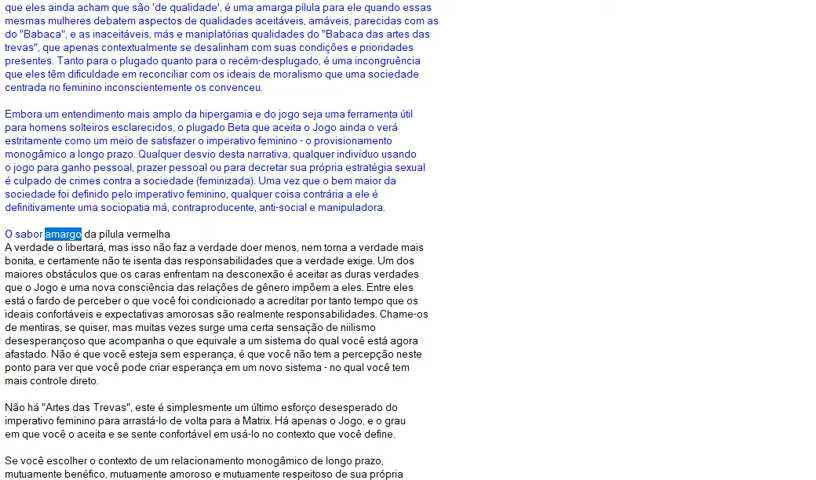 que eles ainda acham que são 'de qualidade', é uma amarga pílula para ele quando essas
mesmas mulheres debatem aspectos de qualidades aceitáveis, amáveis, parecidas com as
do "Babaca", e as inaceitáveis, más e maniplatórias qualidades do "Babaca das artes das
trevas", que apenas contextualmente se desalinham com suas condições e prioridades
presentes. Tanto para o plugado quanto para o recém-desplugado, é uma incongruência
que eles têm dificuldade em reconciliar com os ideais de moralismo que uma sociedade
centrada no feminino inconscientemente os convenceu.

Embora um entendimento mais amplo da hipergamia e do jogo seja uma ferramenta útil
para homens solteiros esclarecidos, o plugado Beta que aceita o Jogo ainda o verá
estritamente como um meio de satisfazer o imperativo feminino - o provisionamento
monogâmico a longo prazo. Qualquer desvio desta narrativa, qualquer indivíduo usando
o jogo para ganho pessoal, prazer pessoal ou para decretar sua própria estratégia sexual
é culpado de crimes contra a sociedade (feminizada). Uma vez que o bem maior da
sociedade foi definido pelo imperativo feminino, qualquer coisa contrária a ele é
definitivamente uma sociopatia má, contraproducente, anti-social e manipuladora.

O sabor amargo da pílula vermelha
A verdade o libertará, mas isso não faz a verdade doer menos, nem torna a verdade mais
bonita, e certamente não te isenta das responsabilidades que a verdade exige. Um dos
maiores obstáculos que os caras enfrentam na desconexão é aceitar as duras verdades
que o Jogo e uma nova consciência das relações de gênero impõem a eles. Entre eles
está o fardo de perceber o que você foi condicionado a acreditar por tanto tempo que os
ideais confortáveis e expectativas amorosas são realmente responsabilidades. Chame-os
de mentiras, se quiser, mas muitas vezes surge uma certa sensação de niilismo
desesperançoso que acompanha o que equivale a um sistema do qual você está agora
afastado. Não é que você esteja sem esperança, é que você não tem a percepção neste
ponto para ver que você pode criar esperança em um novo sistema - no qual você tem
mais controle direto.

Não há "Artes das Trevas", este é simplesmente um último esforço desesperado do
imperativo feminino para arrastá-lo de volta para a Matrix. Há apenas o Jogo, e o grau
em que você o aceita e se sente confortável em usá-lo no contexto que você define.

Se você escolher o contexto de um relacionamento monogâmico de longo prazo,
mutuamente benéfico, mutuamente amoroso e mutuamente respeitoso de sua própria